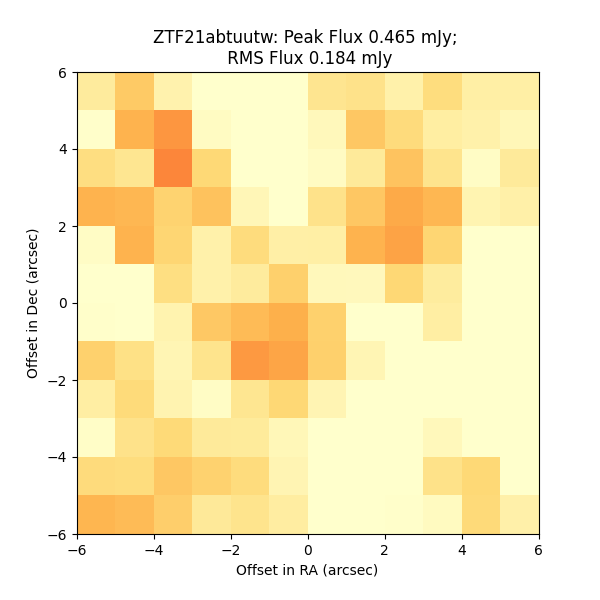 ZTF21abtuutw: Peak Flux 0.465 mJy;
RMS Flux 0.184 mJy
6
4
2
0
−2
−4
−6
Offset in Dec (arcsec)
−6 −4 −2 0 2 4 6
Offset in RA (arcsec)